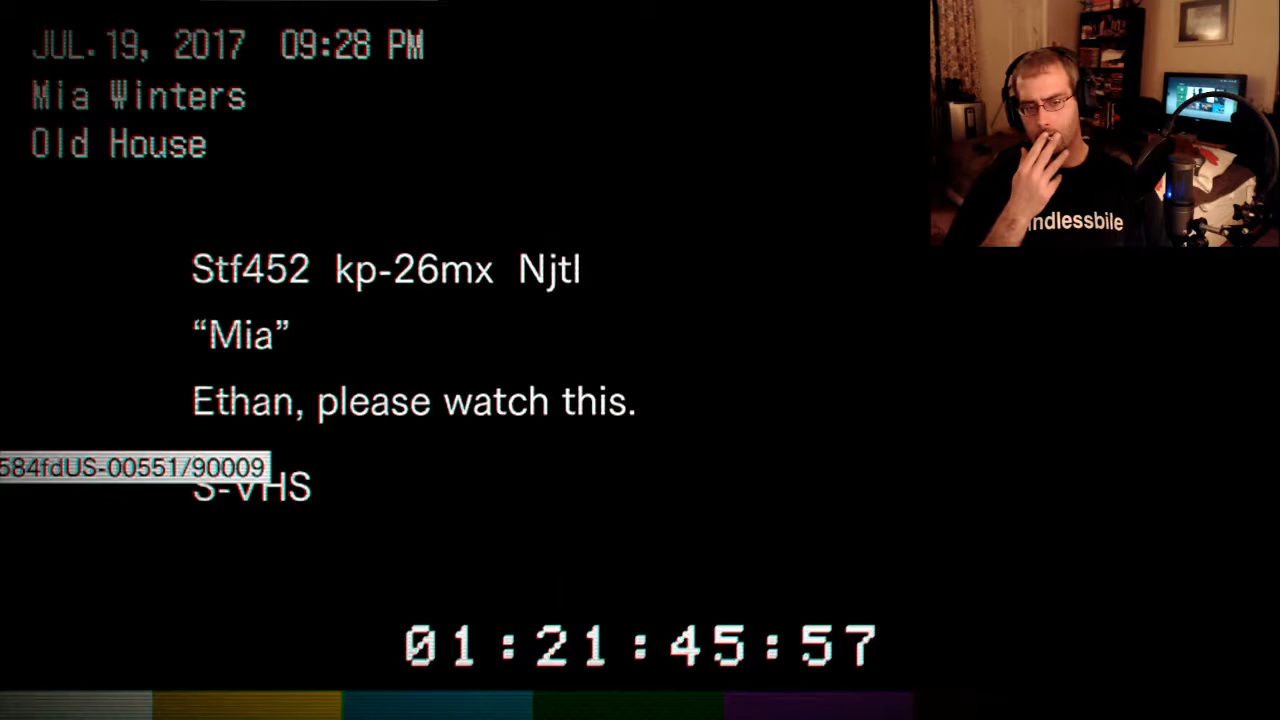 JUL.19, 2017 09:28 PM
Mia Winters
Old House
Stf452 kp-26mx Njtl
“Mia”
Ethan, please watch this.
584fdUS-00551/90009
S-VHS
01:21:45:57
ndlessbile